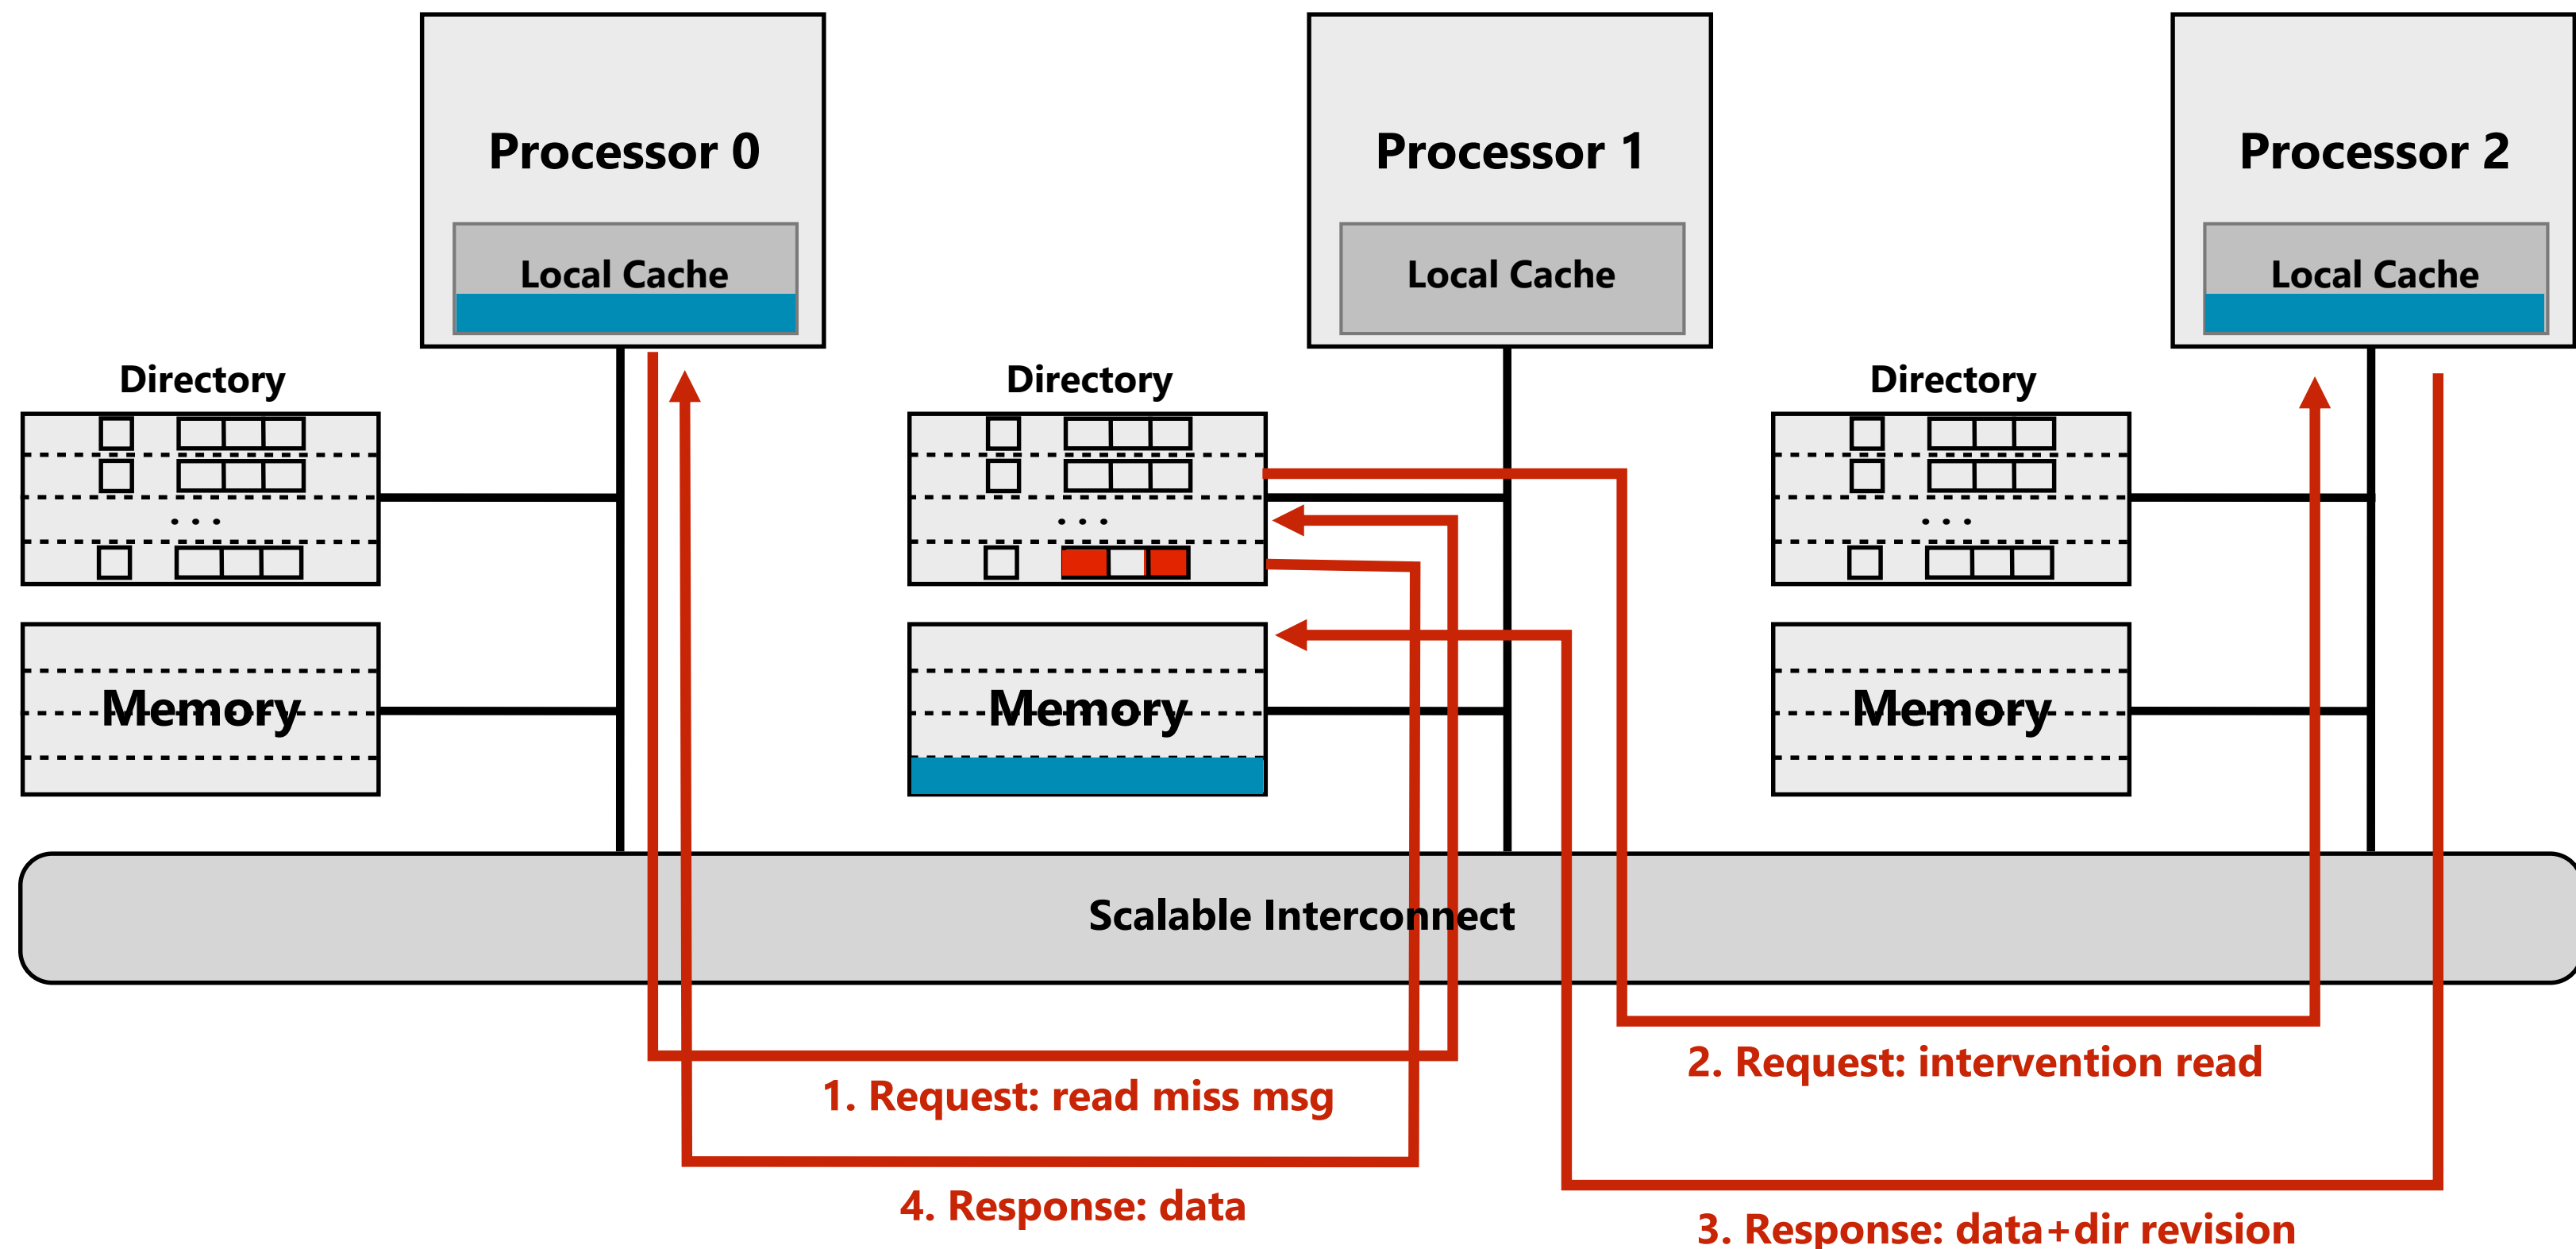 Processor 0
Processor 1
Processor 2
Local Cache
Local Cache
Local Cache
Directory
Directory
Directory
. . .
. . .
. . .
Memory
Memory
Memory
Scalable Interconnect
2. Request: intervention read
1. Request: read miss msg
4. Response: data
3. Response: data+dir revision